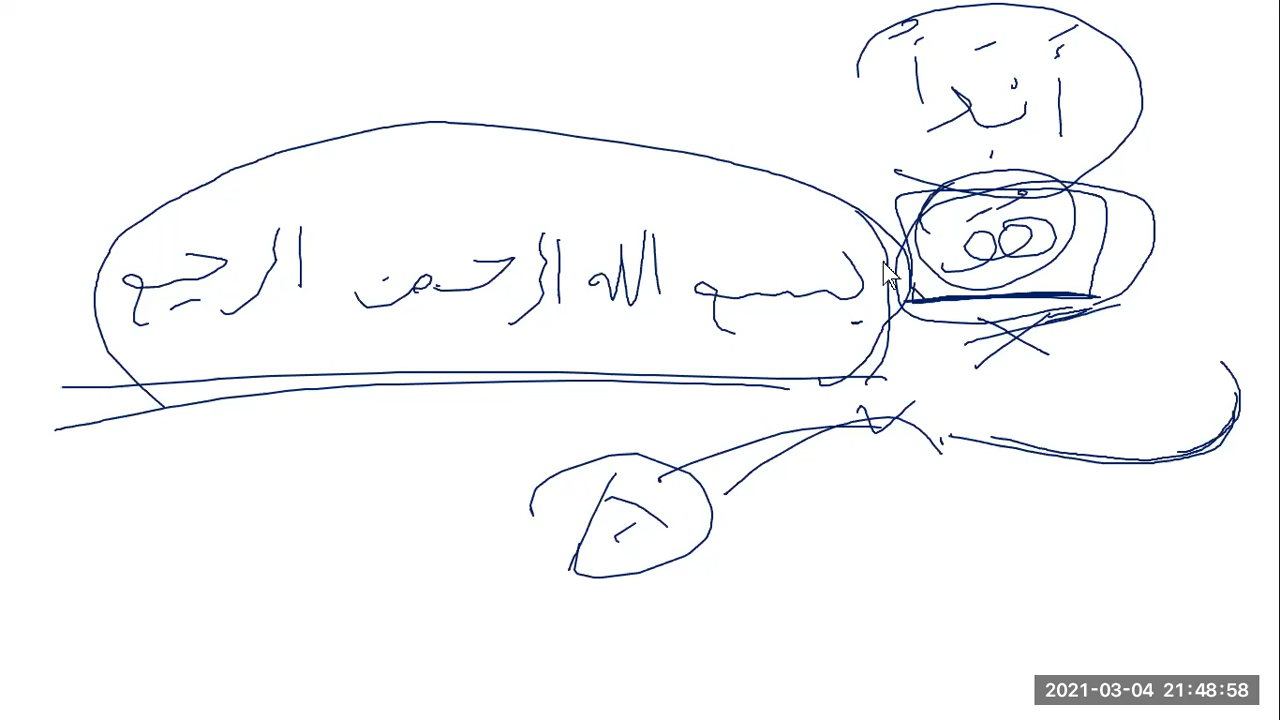 أَبْدَأُ
بسم الله الرحمن الرحيم
2021-03-04 21:48:58